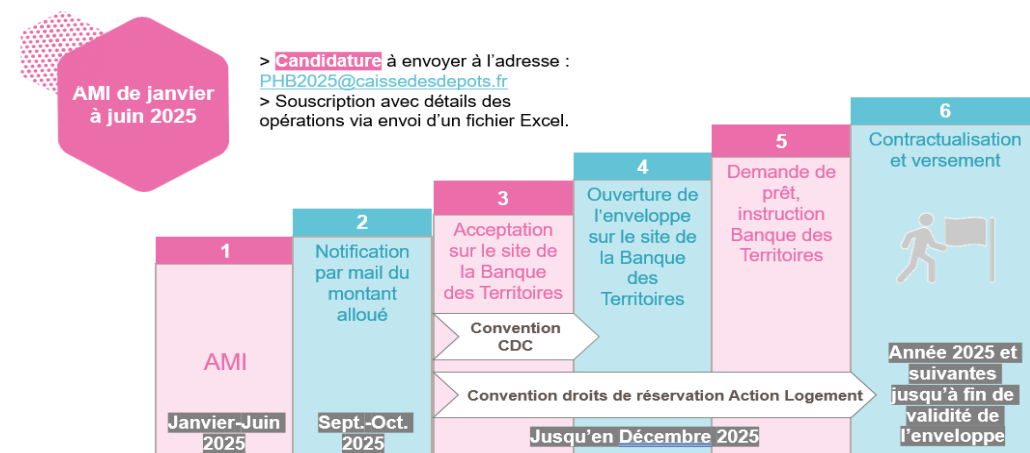 AMI de janvier
à juin 2025
> Candidature à envoyer à l'adresse :
PHB2025@caissedesdepots.fr
> Souscription avec détails des
opérations via envoi d'un fichier Excel.
1
AMI
Janvier-Juin
2025
2
Notification
par mail du
montant
alloué
Sept.-Oct.
2025
3
Acceptation
sur le site de
la Banque
des Territoires
4
Ouverture de
l'enveloppe
sur le site de
la Banque
des
Territoires
5
Demande de
prêt,
instruction
Banque des
Territoires
6
Contractualisation
et versement
Convention
CDC
Convention droits de réservation Action Logement
Jusqu'en Décembre 2025
Année 2025 et
suivantes
jusqu'à fin de
validité de
l'enveloppe